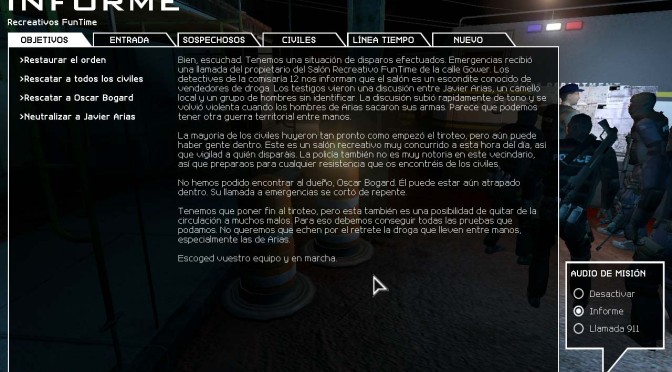 INFORME
Recreativos FunTime
OBJETIVOS
ENTRADA
SOSPECHOSOS
CIVILES
LÍNEA TIEMPO
NUEVO
>Restaurar el orden
>Rescatar a todos los civiles
>Rescatar a Oscar Bogard
>Neutralizar a Javier Arias
Bien, escuchad. Tenemos una situación de disparos efectuados. Emergencias recibió
una llamada del propietario del Salón Recreativo FunTime de la calle Gower. Los
detectives de la comisaría 12 nos informan que el salón es un escondite conocido de
vendedores de droga. Los testigos vieron una discusión entre Javier Arias, un camello
local y un grupo de hombres sin identificar. La discusión subió rapidamente de tono y se
volvió violenta cuando los hombres de Arias sacaron sus armas. Parece que podemos
tener otra guerra territorial entre manos.
La mayoría de los civiles huyeron tan pronto como empezó el tiroteo, pero aún puede
haber gente dentro. Este es un salón recreativo muy concurrido a esta hora del día, así
que vigilad a quién disparáis. La policía también no es muy notoria en este vecindario,
así que preparaos para cualquier resistencia que os encontréis de los civiles.
No hemos podido encontrar al dueño, Oscar Bogard. Él puede estar aún atrapado
dentro. Su llamada a emergencias se cortó de repente.
Tenemos que poner fin al tiroteo, pero esta también es una posibilidad de quitar de la
circulación a muchos malos. Para eso debemos conseguir todas las pruebas que
podamos. No queremos que echen por el retrete la droga que lleven entre manos,
especialmente las de Arias.
Escoged vuestro equipo y en marcha.
AUDIO DE MISIÓN
Desactivar
Informe
Llamada 911